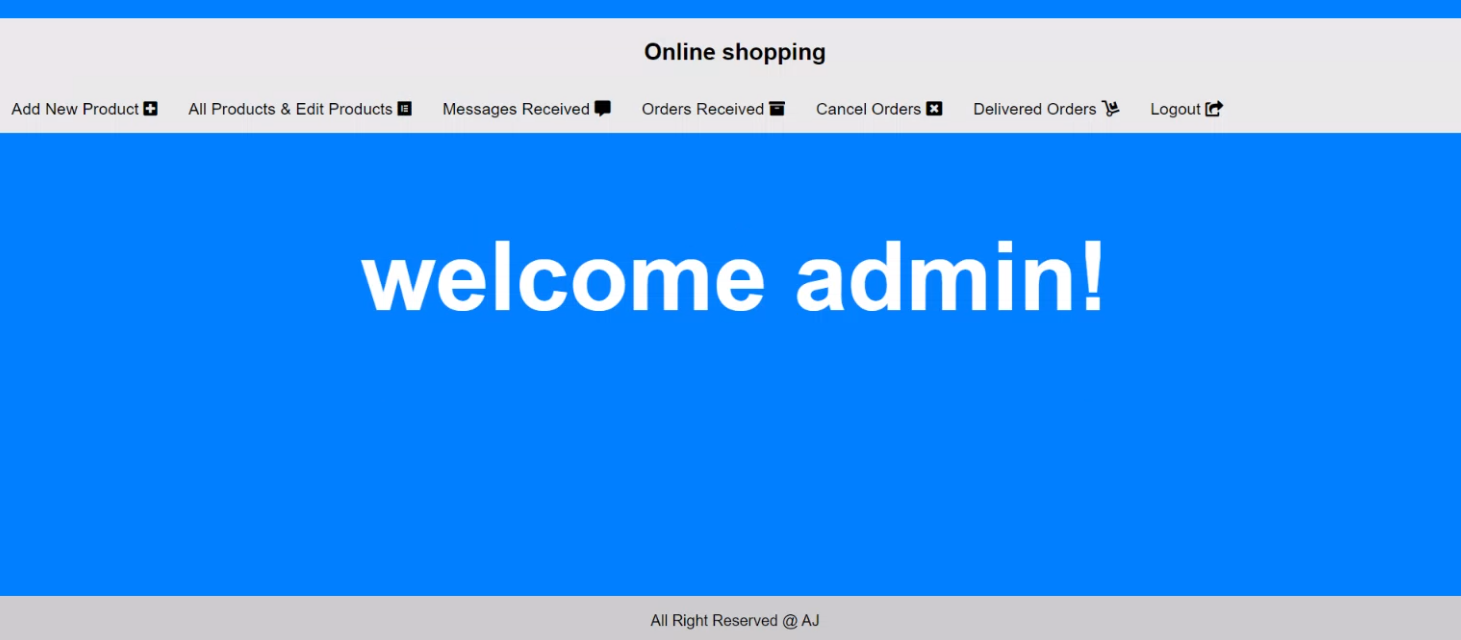 Online shopping
Add New Product All Products & Edit Products Messages Received Orders Received Cancel Orders Delivered Orders Logout
welcome admin!
All Right Reserved @ AJ